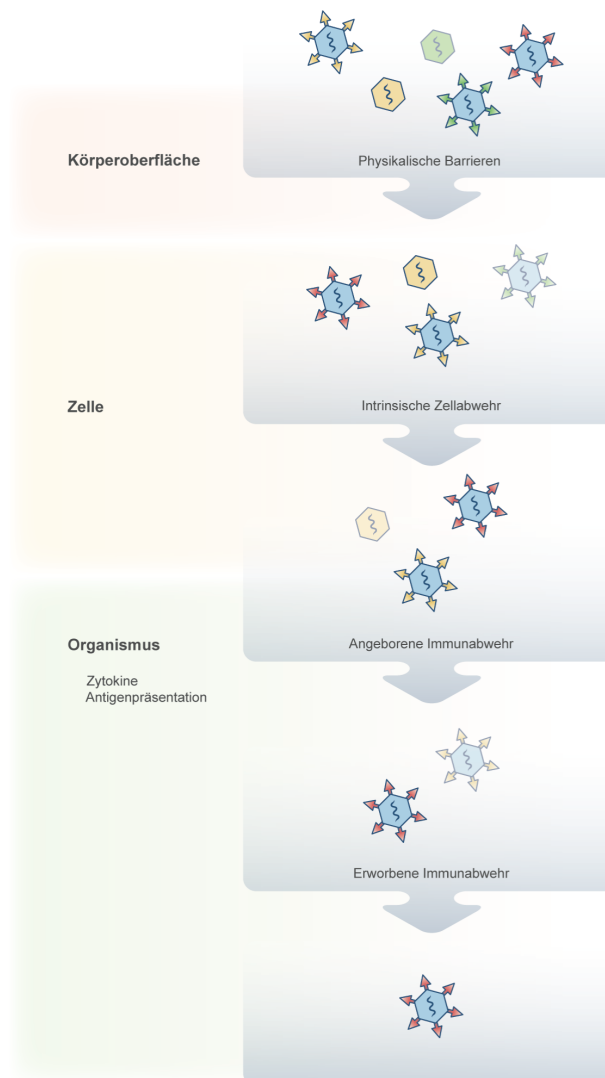 Körperoberfläche
Physikalische Barrieren
Zelle
Intrinsische Zellabwehr
Organismus
Angeborene Immunabwehr
Zytokine
Antigenpräsentation
Erworbene Immunabwehr